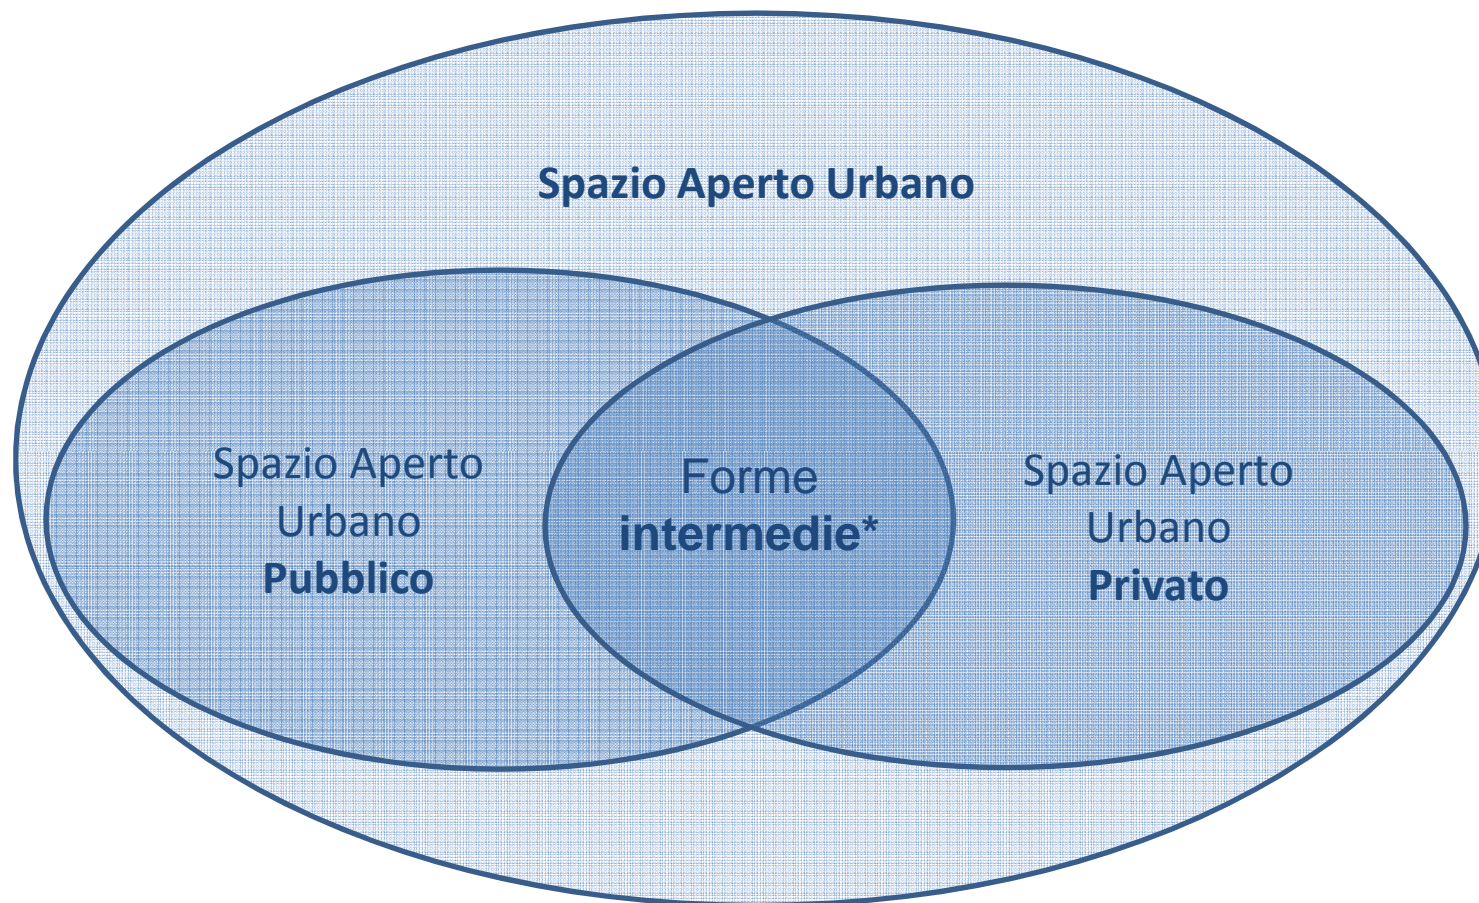 Spazio Aperto Urbano
Spazio Aperto
Urbano
Pubblico
Forme
intermedie*
Spazio Aperto
Urbano
Privato